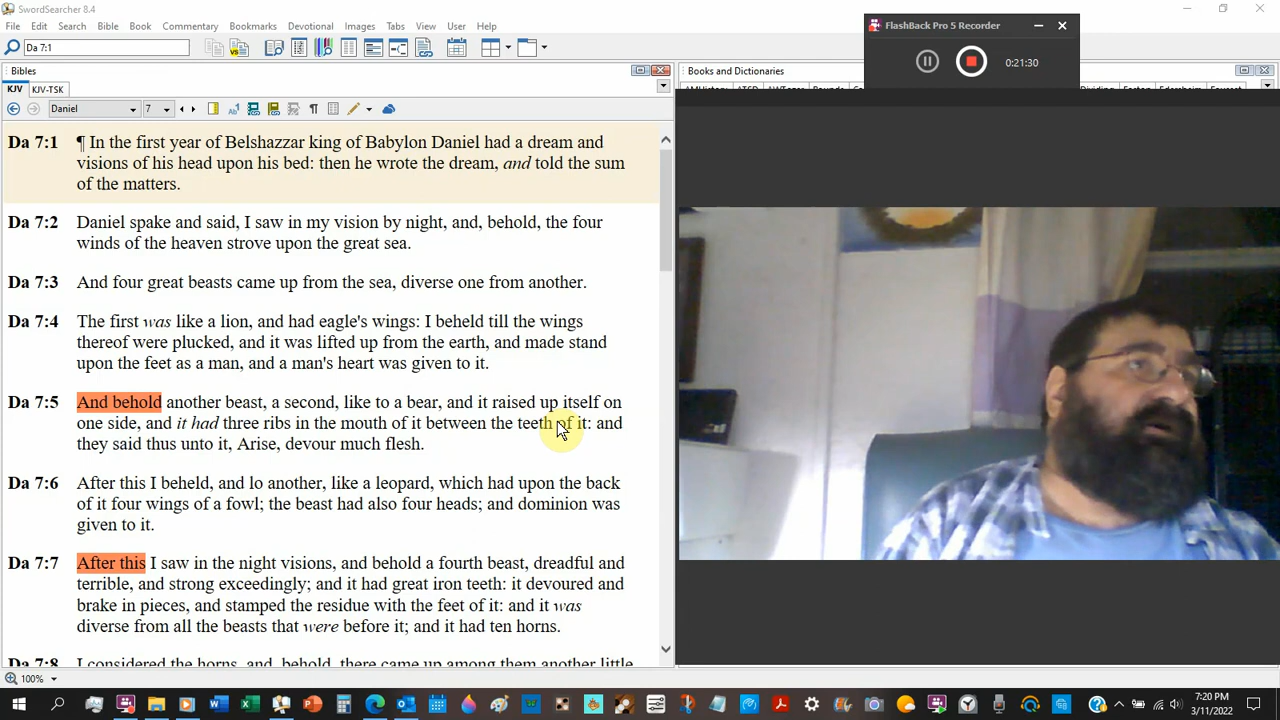 SwordSearcher 8.4
File Edit Search Bible Book Commentary Bookmarks Devotional Images Tabs View User Help
Da 7:1
FlashBack Pro 5 Recorder
0:21:30
Bibles
Books and Dictionaries
KJV KJV-TSK
Daniel 7
Da 7:1 ¶ In the first year of Belshazzar king of Babylon Daniel had a dream and
visions of his head upon his bed: then he wrote the dream, and told the sum
of the matters.
Da 7:2 Daniel spake and said, I saw in my vision by night, and, behold, the four
winds of the heaven strove upon the great sea.
Da 7:3 And four great beasts came up from the sea, diverse one from another.
Da 7:4 The first was like a lion, and had eagle's wings: I beheld till the wings
thereof were plucked, and it was lifted up from the earth, and made stand
upon the feet as a man, and a man's heart was given to it.
Da 7:5 And behold another beast, a second, like to a bear, and it raised up itself on
one side, and it had three ribs in the mouth of it between the teeth of it: and
they said thus unto it, Arise, devour much flesh.
Da 7:6 After this I beheld, and lo another, like a leopard, which had upon the back
of it four wings of a fowl; the beast had also four heads; and dominion was
given to it.
Da 7:7 After this I saw in the night visions, and behold a fourth beast, dreadful and
terrible, and strong exceedingly; and it had great iron teeth: it devoured and
brake in pieces, and stamped the residue with the feet of it: and it was
diverse from all the beasts that were before it; and it had ten horns.
Da 7:8 I considered the horns, and, behold, there came up among them another little
100%
7:20 PM
3/11/2022